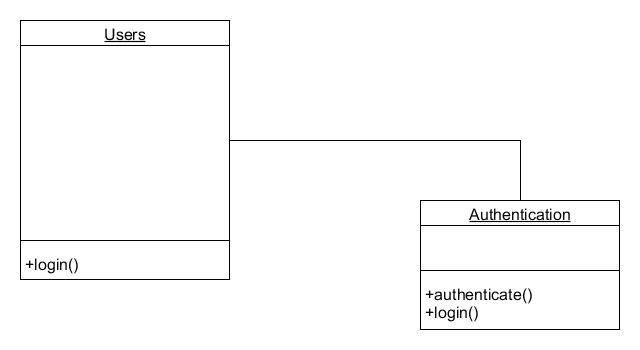 Users
+login()
Authentication
+authenticate()
+login()